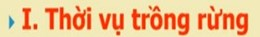 I. Thời vụ trồng rừng